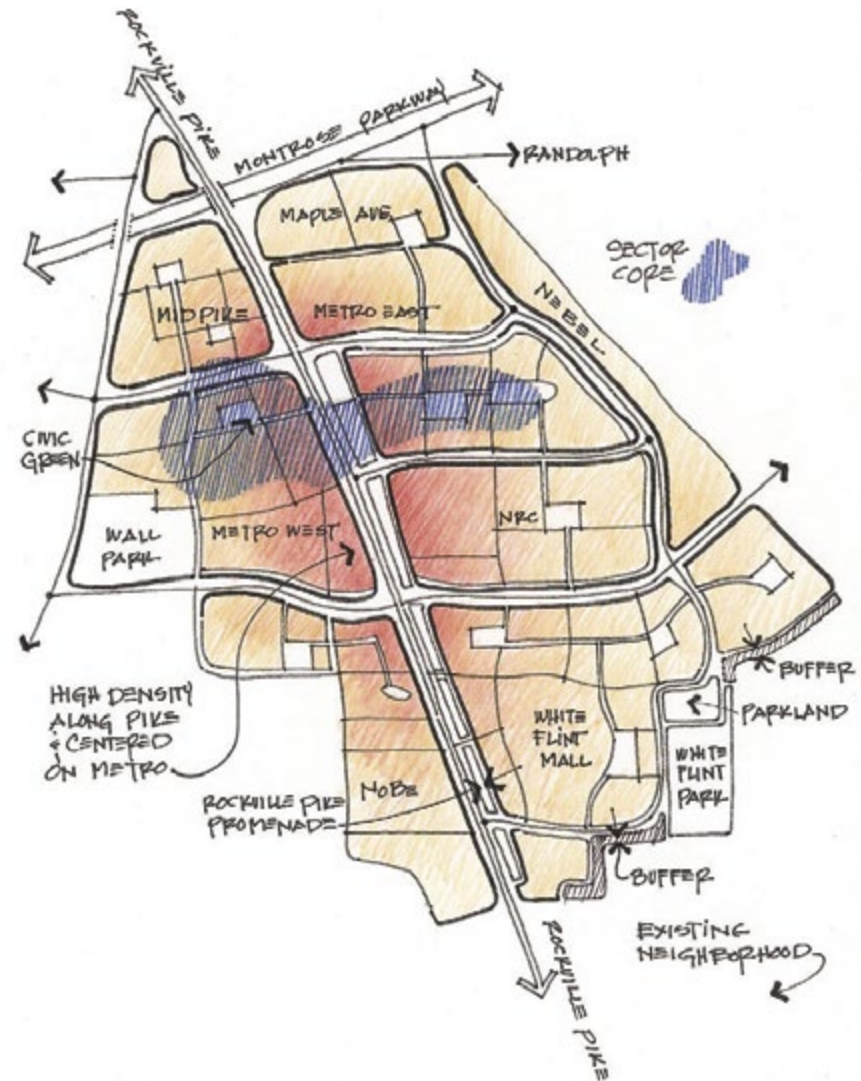 ROCKVILLE PIKE
MONTROSE PARKWAY
RANDOLPH
MAPLE AVE
SECTOR
CORE
NEBEL
MID PIKE
METRO EAST
CIVIC
GREEN
WALL
PARK
METRO WEST
NRC
BUFFER
HIGH DENSITY
ALONG PIKE
& CENTERED
ON METRO
PARKLAND
WHITE
FLINT
MALL
WHITE
FLINT
PARK
NOBE
ROCKVILLE PIKE
PROMENADE
BUFFER
EXISTING
NEIGHBORHOOD
ROCKVILLE PIKE